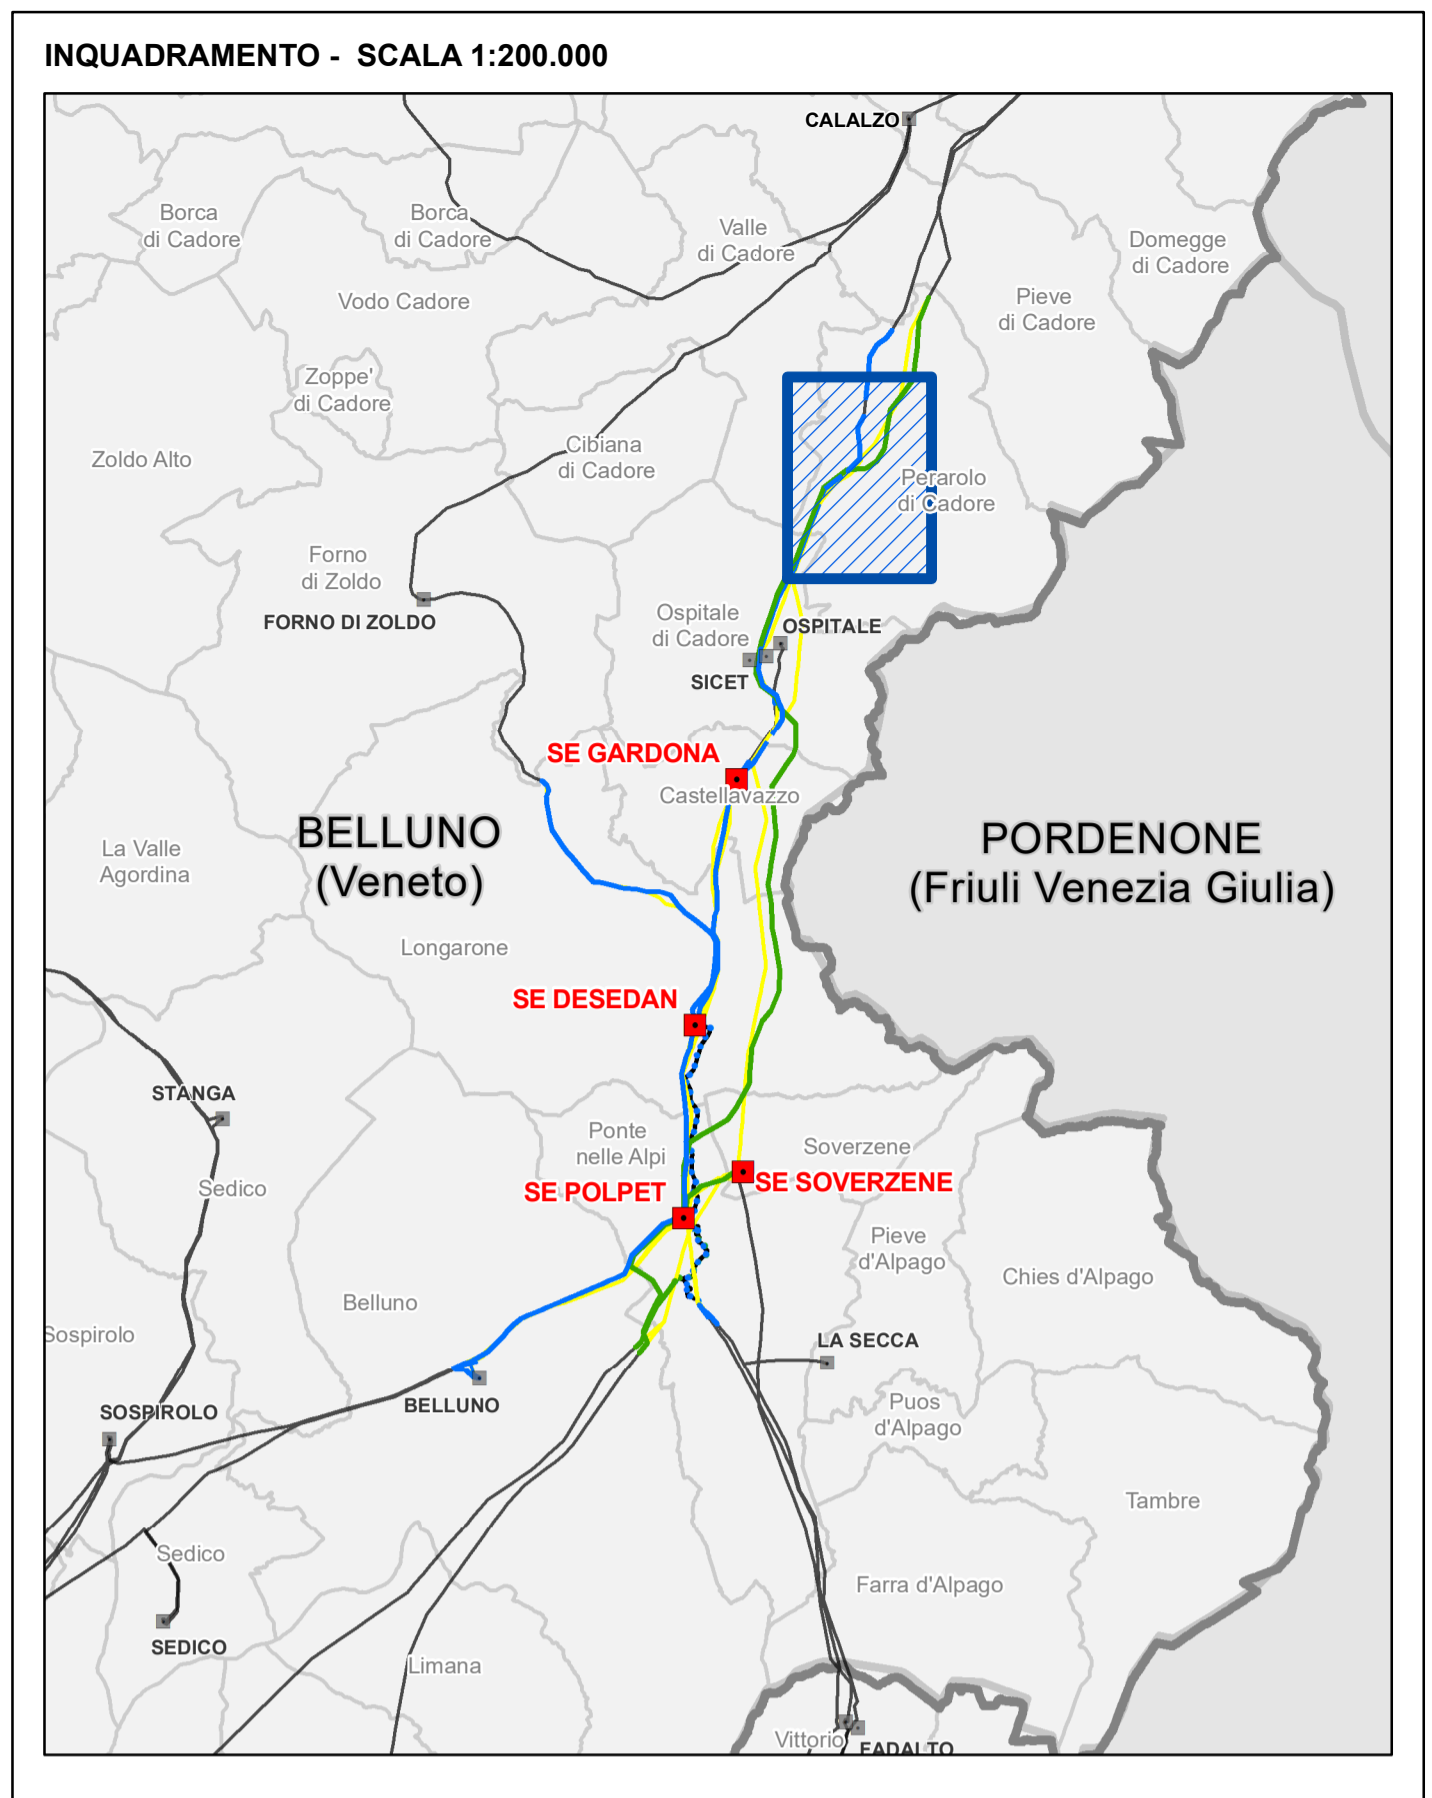 INQUADRAMENTO - SCALA 1:200.000
CALALZO
Borca
di Cadore
Borca
di Cadore
Valle
di Cadore
Domegge
di Cadore
Vodo Cadore
Pieve
di Cadore
Zoppe'
di Cadore
Zoldo Alto
Cibiana
di Cadore
Perarolo
di Cadore
Forno
di Zoldo
FORNO DI ZOLDO
Ospitale
di Cadore
OSPITALE
SICET
SE GARDONA
Castellavazzo
BELLUNO
(Veneto)
PORDENONE
(Friuli Venezia Giulia)
La Valle
Agordina
Longarone
SE DESEDAN
STANGA
Ponte
nelle Alpi
Soverzene
Sedico
SE POLPET
SE SOVERZENE
Pieve
d'Alpago
Chies d'Alpago
Belluno
Sospirolo
LA SECCA
BELLUNO
SOSPIROLO
Puos
d'Alpago
Tambre
Sedico
Farra d'Alpago
SEDICO
Limana
Vittorio
FADALTO